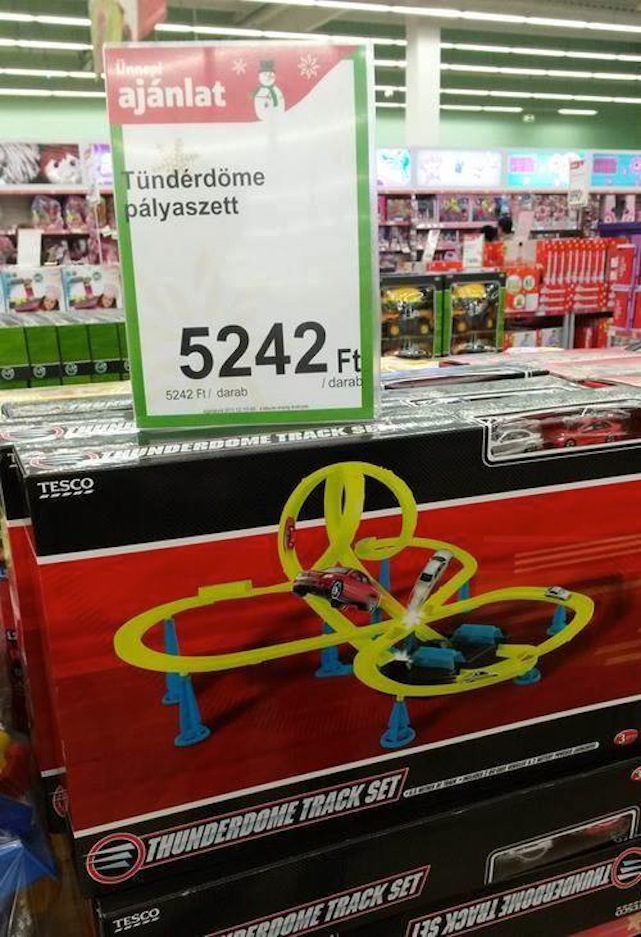 Ünnepi
ajánlat
Tündérdöme
pályaszett
5242 Ft
/ darab
5242 Ft/ darab
THUNDERDOME TRACK SET
TESCO
THUNDERDOME TRACK SET
TESCO
THUNDERDOME TRACK SET
THUNDERDOME TRACK SET